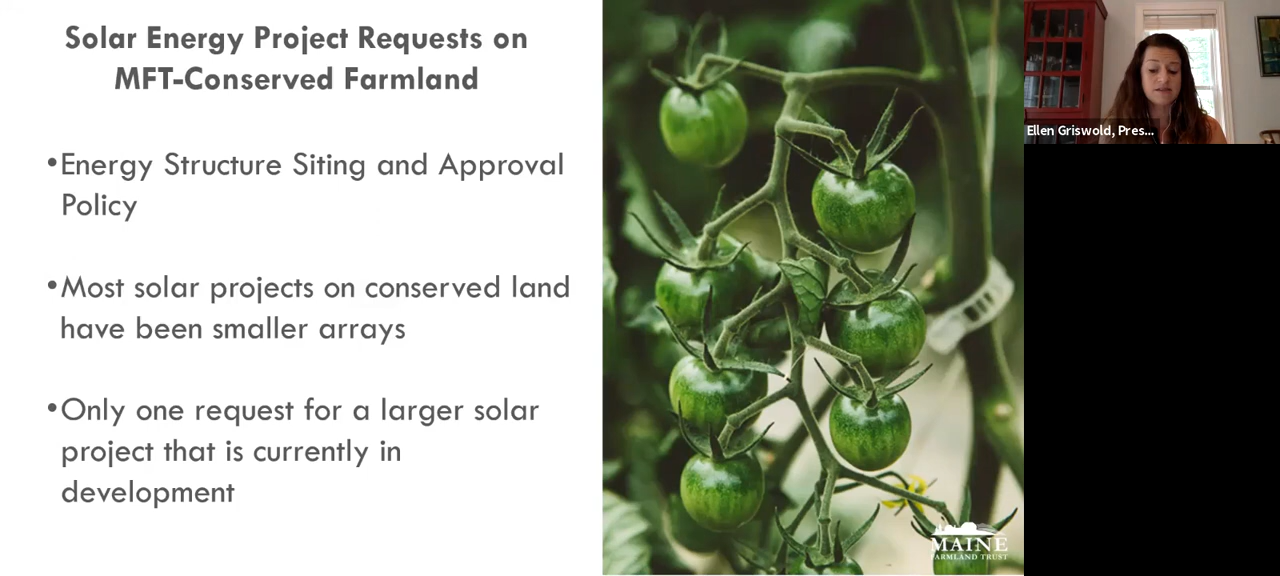 Solar Energy Project Requests on
MFT-Conserved Farmland
•Energy Structure Siting and Approval
Policy
•Most solar projects on conserved land
have been smaller arrays
•Only one request for a larger solar
project that is currently in
development
MAINE
FARMLAND TRUST
Ellen Griswold, Pres...